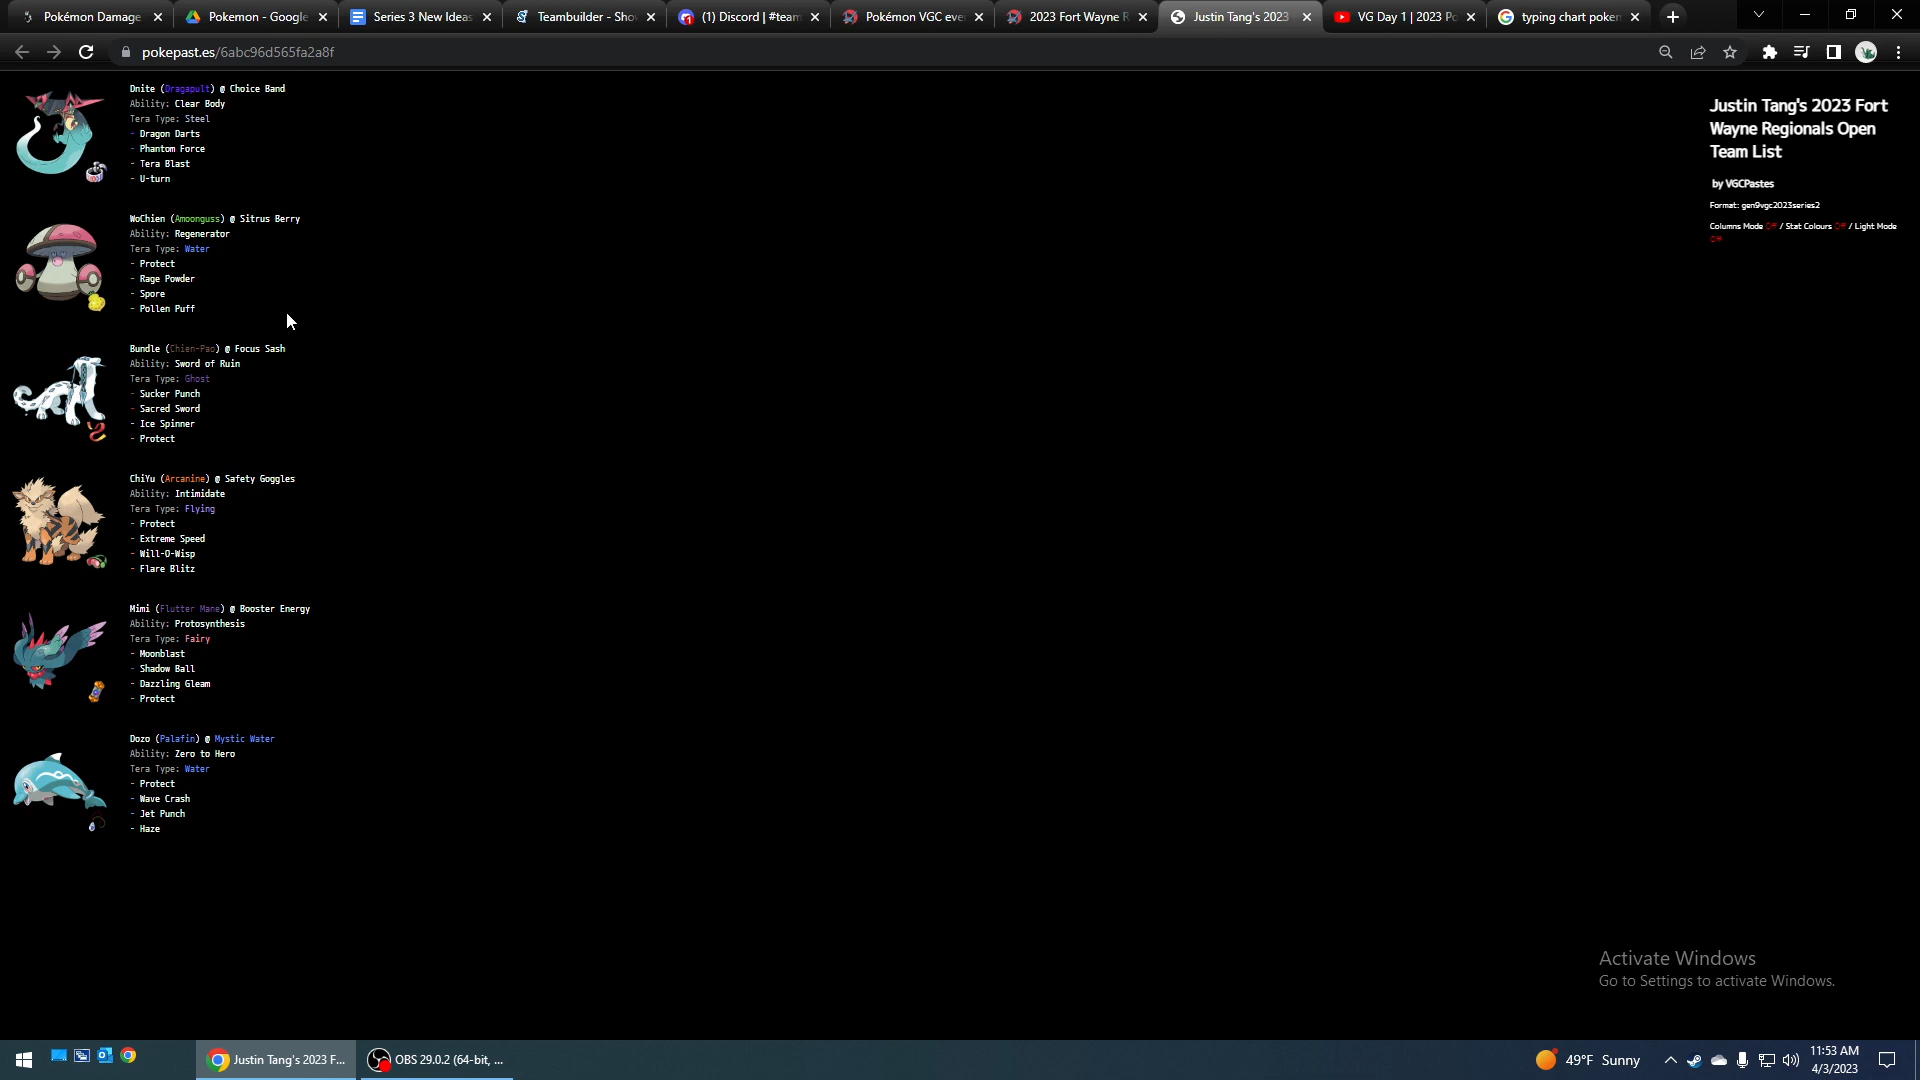 Pokémon Damage
Pokemon - Google
Series 3 New Ideas
Teambuilder - Sho
(1) Discord | #team
Pokémon VGC eve
2023 Fort Wayne R
Justin Tang's 2023
VG Day 1 | 2023 Po
typing chart poken
pokepast.es/6abc96d565fa2a8f
Dnite (Dragapult) @ Choice Band
Ability: Clear Body
Tera Type: Steel
- Dragon Darts
- Phantom Force
- Tera Blast
- U-turn
WoChien (Amoonguss) @ Sitrus Berry
Ability: Regenerator
Tera Type: Water
- Protect
- Rage Powder
- Spore
- Pollen Puff
Bundle (Chien-Pao) @ Focus Sash
Ability: Sword of Ruin
Tera Type: Ghost
- Sucker Punch
- Sacred Sword
- Ice Spinner
- Protect
ChiYu (Arcanine) @ Safety Goggles
Ability: Intimidate
Tera Type: Flying
- Protect
- Extreme Speed
- Will-O-Wisp
- Flare Blitz
Mimi (Flutter Mane) @ Booster Energy
Ability: Protosynthesis
Tera Type: Fairy
- Moonblast
- Shadow Ball
- Dazzling Gleam
- Protect
Dozo (Palafin) @ Mystic Water
Ability: Zero to Hero
Tera Type: Water
- Protect
- Wave Crash
- Jet Punch
- Haze
Justin Tang's 2023 Fort
Wayne Regionals Open
Team List
by VGCPastes
Format: gen9vgc2023series2
Columns Mode Off / Stat Colours Off / Light Mode
Off
Activate Windows
Go to Settings to activate Windows.
Justin Tang's 2023 F...
OBS 29.0.2 (64-bit, ...
49°F Sunny
11:53 AM
4/3/2023